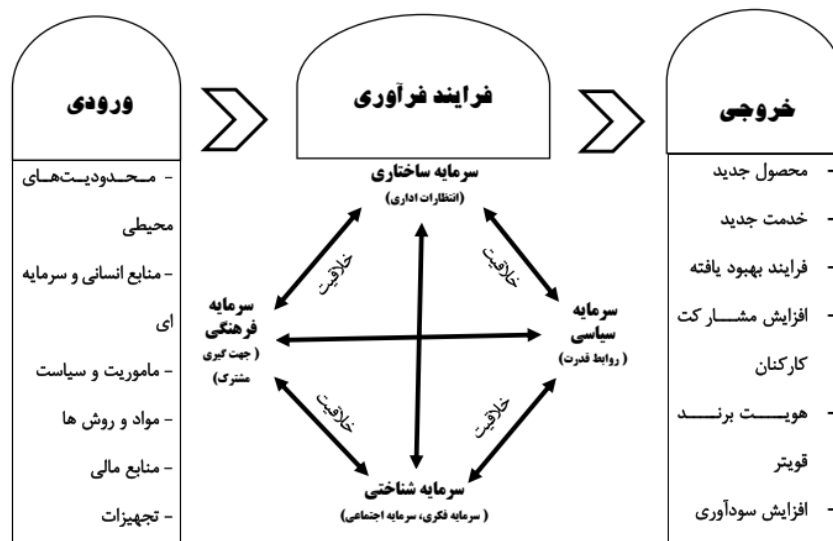 ورودی
- محدودیت‌های
محیطی
- منابع انسانی و سرمایه
ای
- ماموریت و سیاست
- مواد و روش ها
- منابع مالی
- تجهیزات
فرایند فرآوری
سرمایه ساختاری
(انتظارات اداری)
خلاقیت
خلاقیت
سرمایه
فرهنگی
( جهت گیری
مشترک)
سرمایه
سیاسی
( روابط قدرت)
خلاقیت
خلاقیت
سرمایه شناختی
( سرمایه فکری، سرمایه اجتماعی)
خروجی
- محصول جدید
- خدمت جدید
- فرایند بهبود یافته
- افزایش مشارکت
کارکنان
- هویت برند
قویتر
- افزایش سودآوری